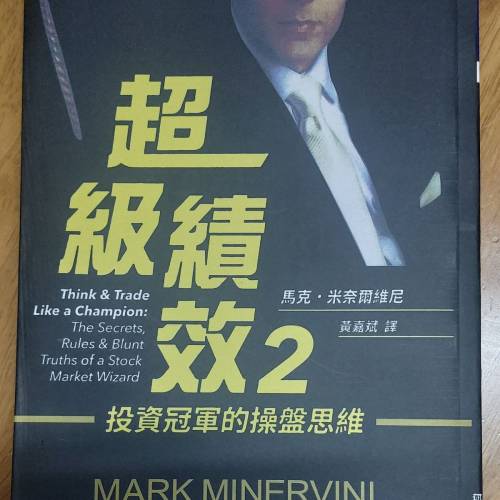 超級績效2
Think & Trade
Like a Champion:
The Secrets,
Rules & Blunt
Truths of a Stock
Market Wizard
馬克·米奈爾維尼
黃嘉斌 譯
投資冠軍的操盤思維
MARK MINERVINI